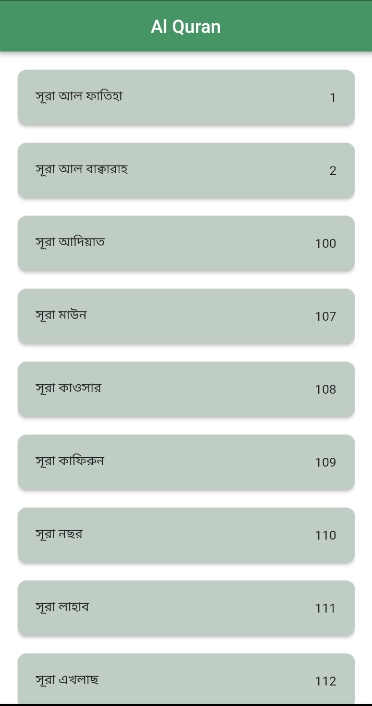 Al Quran
সূরা আল ফাতিহা 1
সূরা আল বাক্বারাহ 2
সূরা আদিয়াত 100
সূরা মাউন 107
সূরা কাওসার 108
সূরা কাফিরুন 109
সূরা নছর 110
সূরা লাহাব 111
সূরা এখলাছ 112